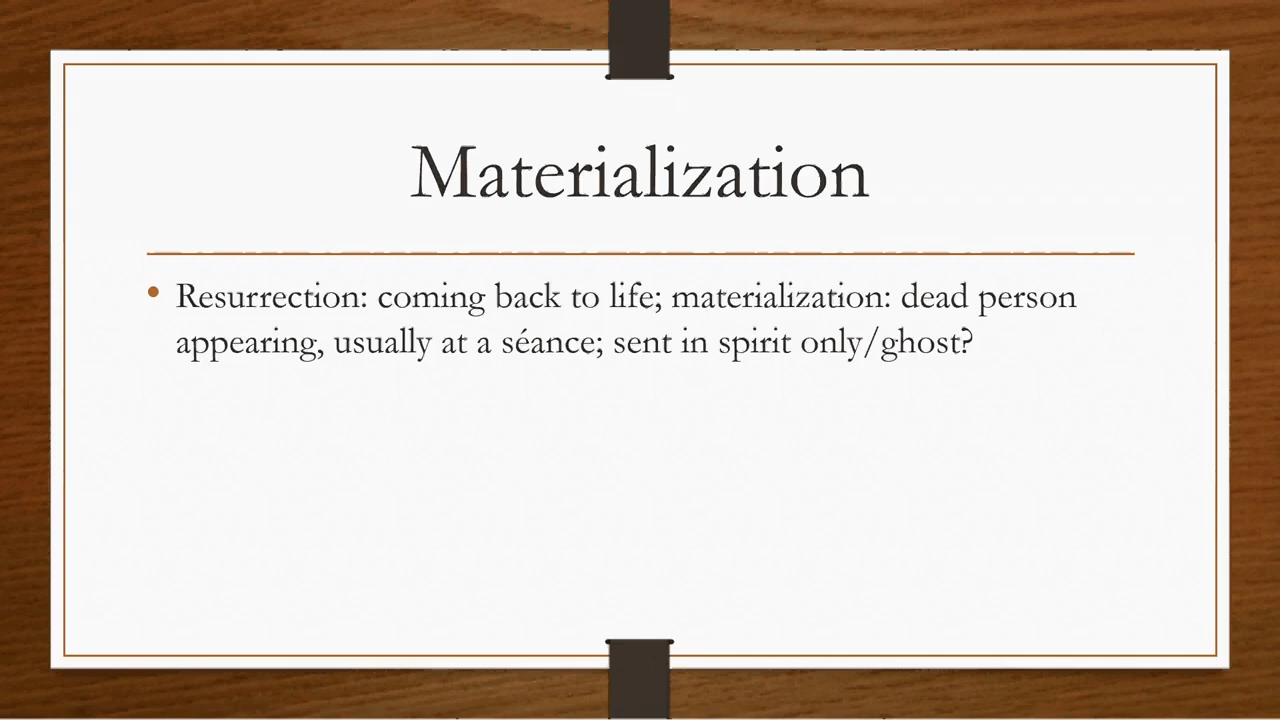 Materialization
• Resurrection: coming back to life; materialization: dead person
appearing, usually at a séance; sent in spirit only/ghost?